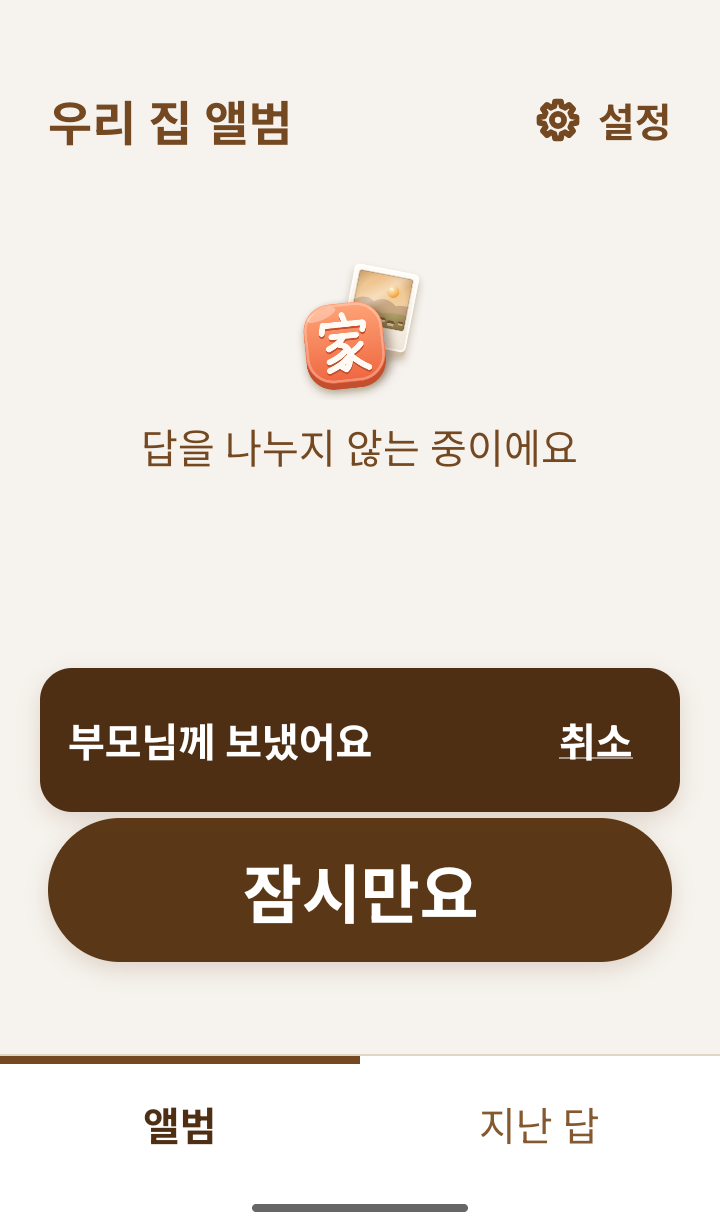 우리 집 앨범
설정
家
답을 나누지 않는 중이에요
부모님께 보냈어요
취소
잠시만요
앨범
지난 답